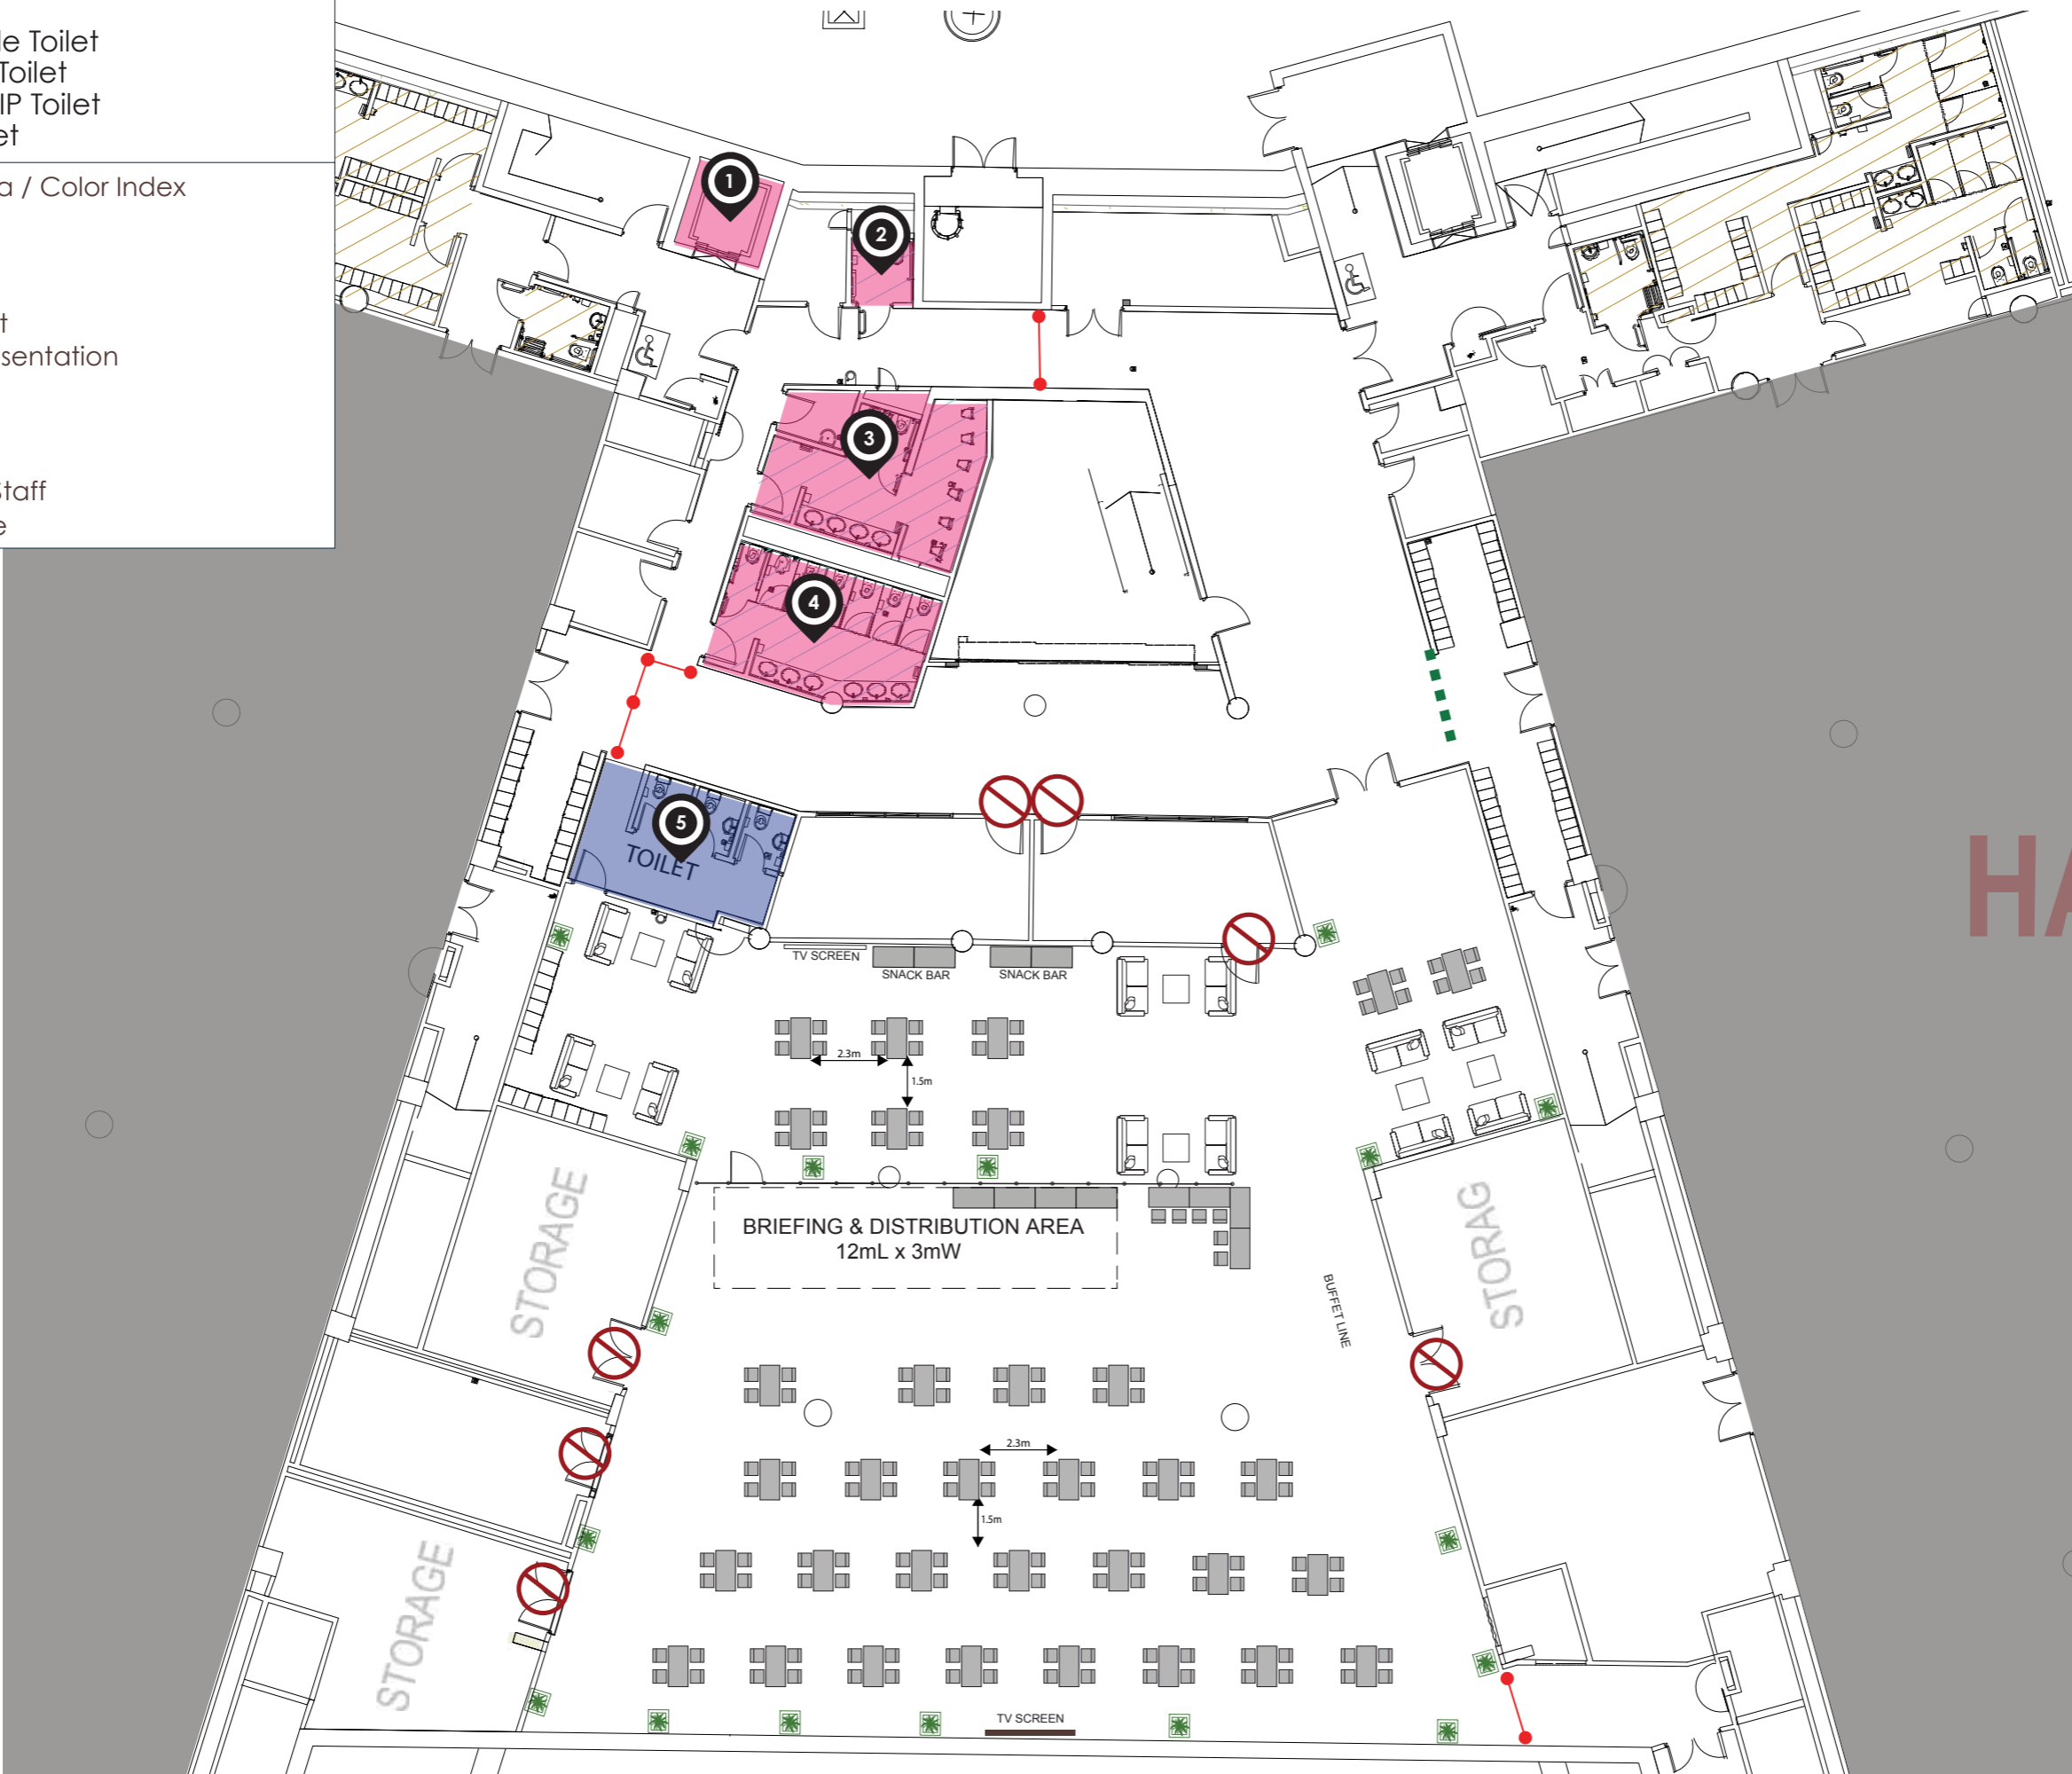 le Toilet
Toilet
IP Toilet
et
a / Color Index
t
sentation
Staff
e
1
2
3
4
5
TOILET
HA
TV SCREEN
SNACK BAR
SNACK BAR
2.3m
1.5m
BRIEFING & DISTRIBUTION AREA
12mL x 3mW
STORAGE
STORAG
BUFFET LINE
2.3m
1.5m
STORAGE
TV SCREEN